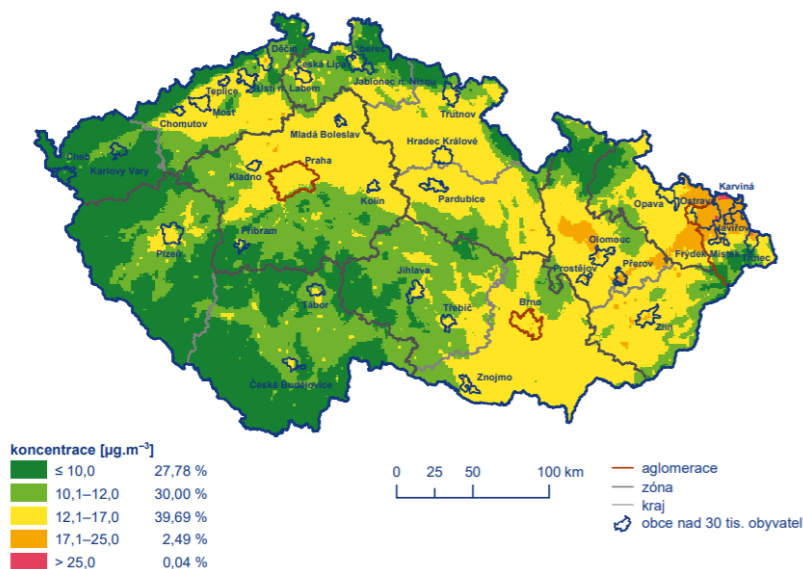 Děčín
Liberec
Česká Lípa
Jablonec n. Nisou
Ústí n. Labem
Teplice
Most
Chomutov
Trutnov
Mladá Boleslav
Hradec Králové
Cheb
Karlovy Vary
Praha
Kladno
Kolín
Pardubice
Karviná
Opava
Ostrava
Havířov
Příbram
Plzeň
Olomouc
Frýdek-Místek
Třinec
Jihlava
Prostějov
Přerov
Tábor
Třebíč
Brno
Zlín
České Budějovice
Znojmo
koncentrace [µg.m⁻³]
≤ 10,0 27,78 %
10,1–12,0 30,00 %
12,1–17,0 39,69 %
17,1–25,0 2,49 %
> 25,0 0,04 %
0 25 50 100 km
aglomerace
zóna
kraj
obce nad 30 tis. obyvatel